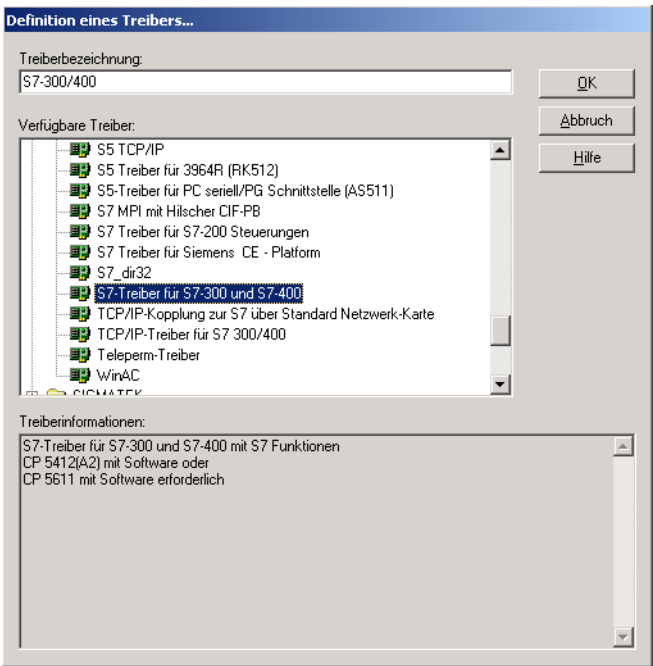 Definition eines Treibers...
Treiberbezeichnung:
S7-300/400
OK
Verfügbare Treiber:
Abbruch
Hilfe
S5 TCP/IP
S5 Treiber für 3964R (RK512)
S5-Treiber für PC seriell/PG Schnittstelle (AS511)
S7 MPI mit Hilscher CIF-PB
S7 Treiber für S7-200 Steuerungen
S7 Treiber für Siemens CE - Platform
S7_dir32
S7-Treiber für S7-300 und S7-400
TCP/IP-Kopplung zur S7 über Standard Netzwerk-Karte
TCP/IP-Treiber für S7 300/400
Teleperm-Treiber
WinAC
SIGMATEK
Treiberinformationen:
S7-Treiber für S7-300 und S7-400 mit S7 Funktionen
CP 5412(A2) mit Software oder
CP 5611 mit Software erforderlich